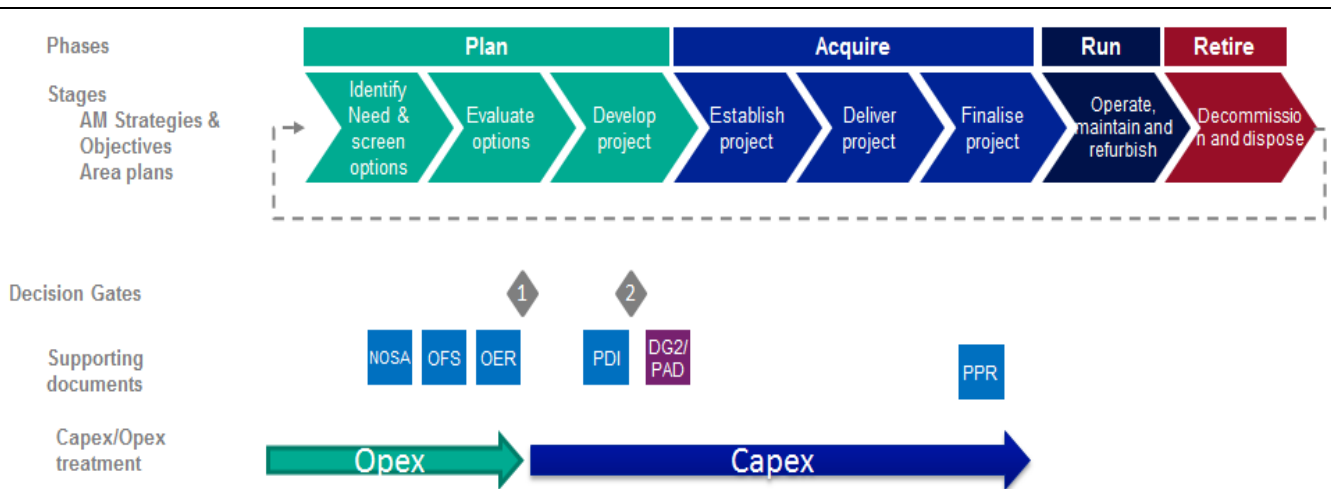 Phases
Plan
Acquire
Run
Retire
Stages
AM Strategies &
Objectives
Area plans
Identify
Need &
screen
options
Evaluate
options
Develop
project
Establish
project
Deliver
project
Finalise
project
Operate,
maintain and
refurbish
Decommissio
n and dispose
Decision Gates
1
2
Supporting
documents
NOSA
OFS
OER
PDI
DG2/
PAD
PPR
Capex/Opex
treatment
Opex
Capex